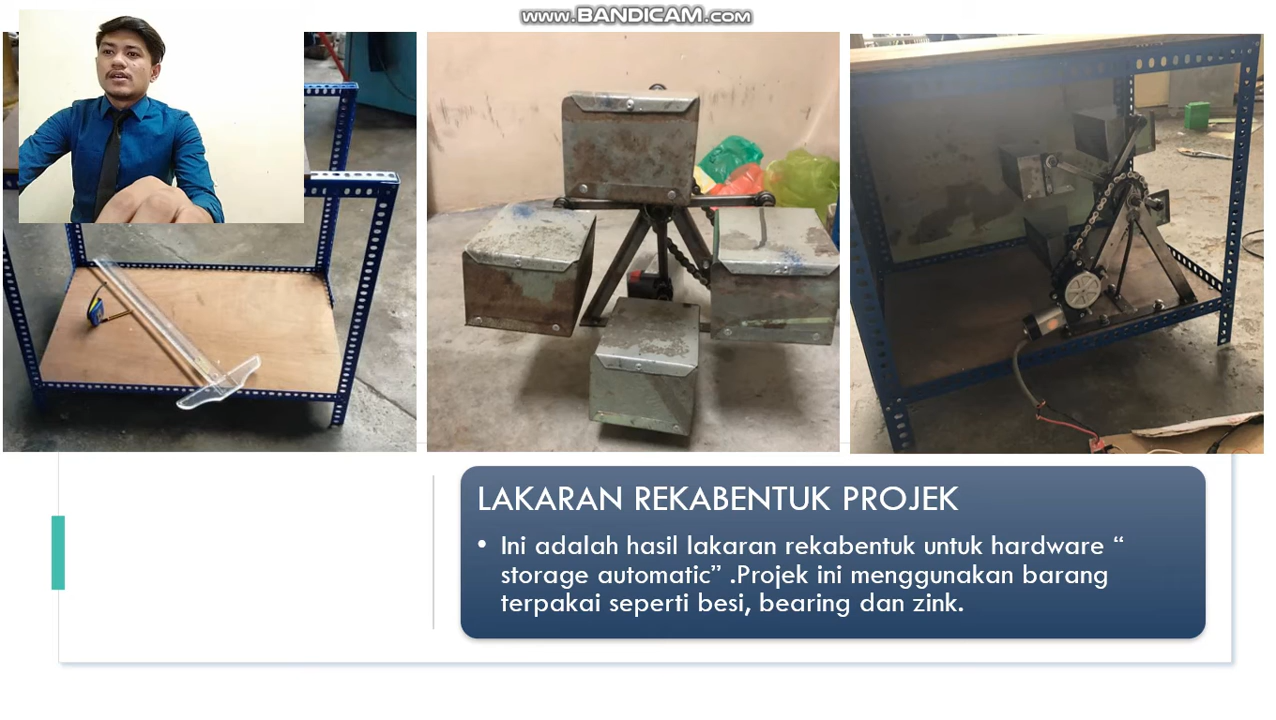 www.BANDICAM.com
LAKARAN REKABENTUK PROJEK
• Ini adalah hasil lakaran rekabentuk untuk hardware “
storage automatic” .Projek ini menggunakan barang
terpakai seperti besi, bearing dan zink.